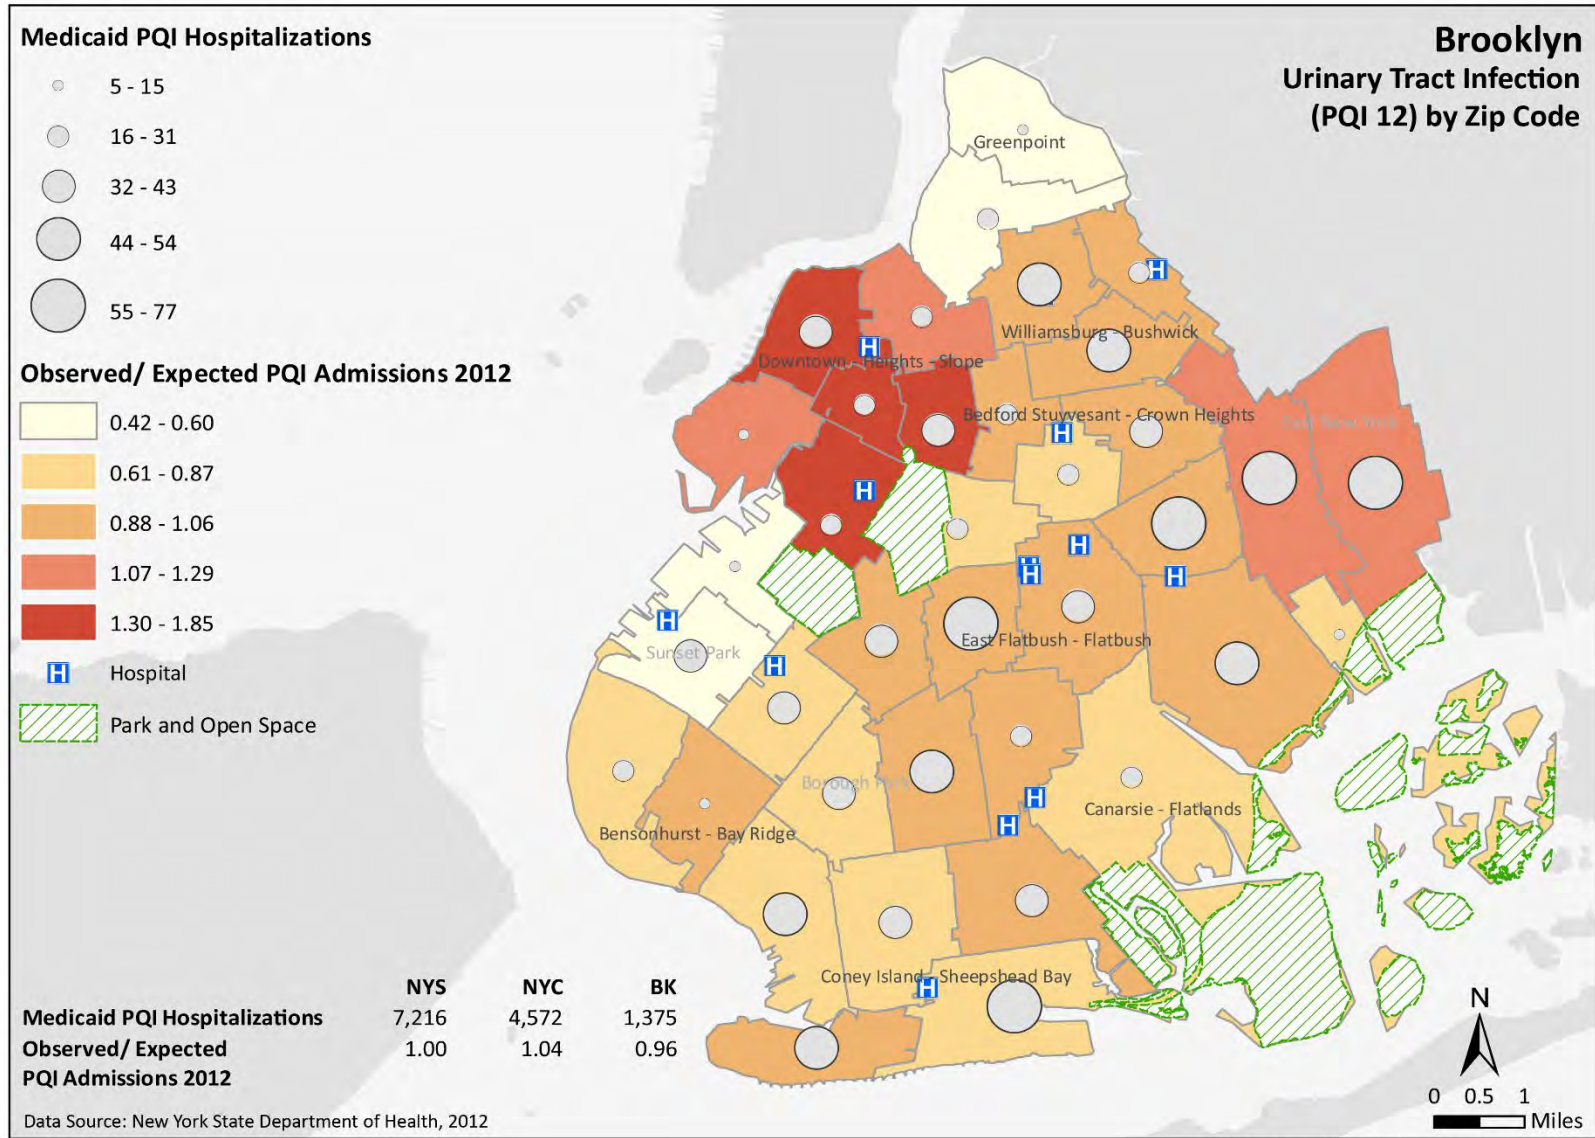 Medicaid PQI Hospitalizations
5 - 15
16 - 31
32 - 43
44 - 54
55 - 77
Observed/ Expected PQI Admissions 2012
0.42 - 0.60
0.61 - 0.87
0.88 - 1.06
1.07 - 1.29
1.30 - 1.85
H Hospital
Park and Open Space
Brooklyn
Urinary Tract Infection
(PQI 12) by Zip Code
Greenpoint
H
Williamsburg - Bushwick
H
Downtown - Heights - Slope
Bedford Stuyvesant - Crown Heights
East New York
H
H
H
H
H
H
East Flatbush - Flatbush
H
Sunset Park
H
Borough Park
H
Canarsie - Flatlands
H
Bensonhurst - Bay Ridge
Coney Island - Sheepshead Bay
H
NYS NYC BK
Medicaid PQI Hospitalizations 7,216 4,572 1,375
Observed/ Expected 1.00 1.04 0.96
PQI Admissions 2012
Data Source: New York State Department of Health, 2012
N
0 0.5 1
Miles